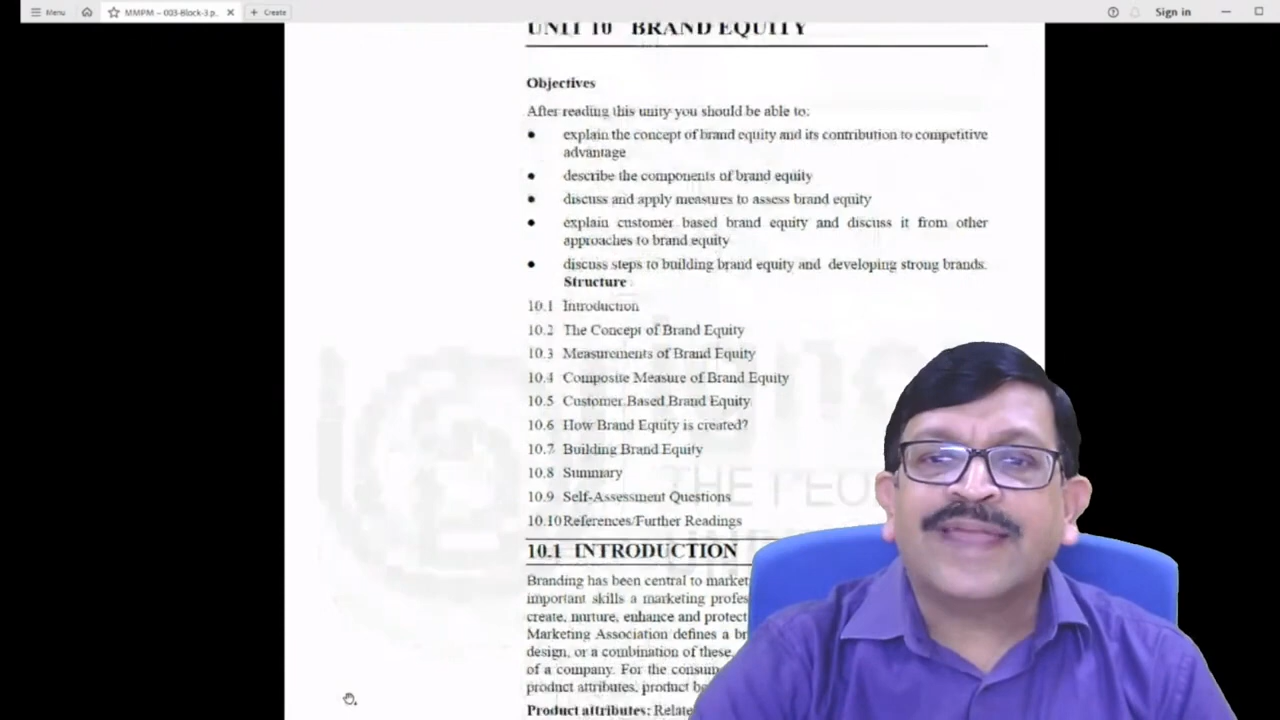 Menu
MMPM – 003-Block-3.p..
Create
Sign in
UNIT 10 BRAND EQUITY
Objectives
After reading this unity you should be able to:
• explain the concept of brand equity and its contribution to competitive
advantage
• describe the components of brand equity
• discuss and apply measures to assess brand equity
• explain customer based brand equity and discuss it from other
approaches to brand equity
• discuss steps to building brand equity and developing strong brands.
Structure
10.1 Introduction
10.2 The Concept of Brand Equity
10.3 Measurements of Brand Equity
10.4 Composite Measure of Brand Equity
10.5 Customer Based Brand Equity
10.6 How Brand Equity is created?
10.7 Building Brand Equity
10.8 Summary
10.9 Self-Assessment Questions
10.10 References/Further Readings
THE PEO
10.1 INTRODUCTION
Branding has been central to market
important skills a marketing profes
create, nurture, enhance and protect
Marketing Association defines a br
design, or a combination of these,
of a company. For the consum
product attributes, product be
Product attributes: Relate